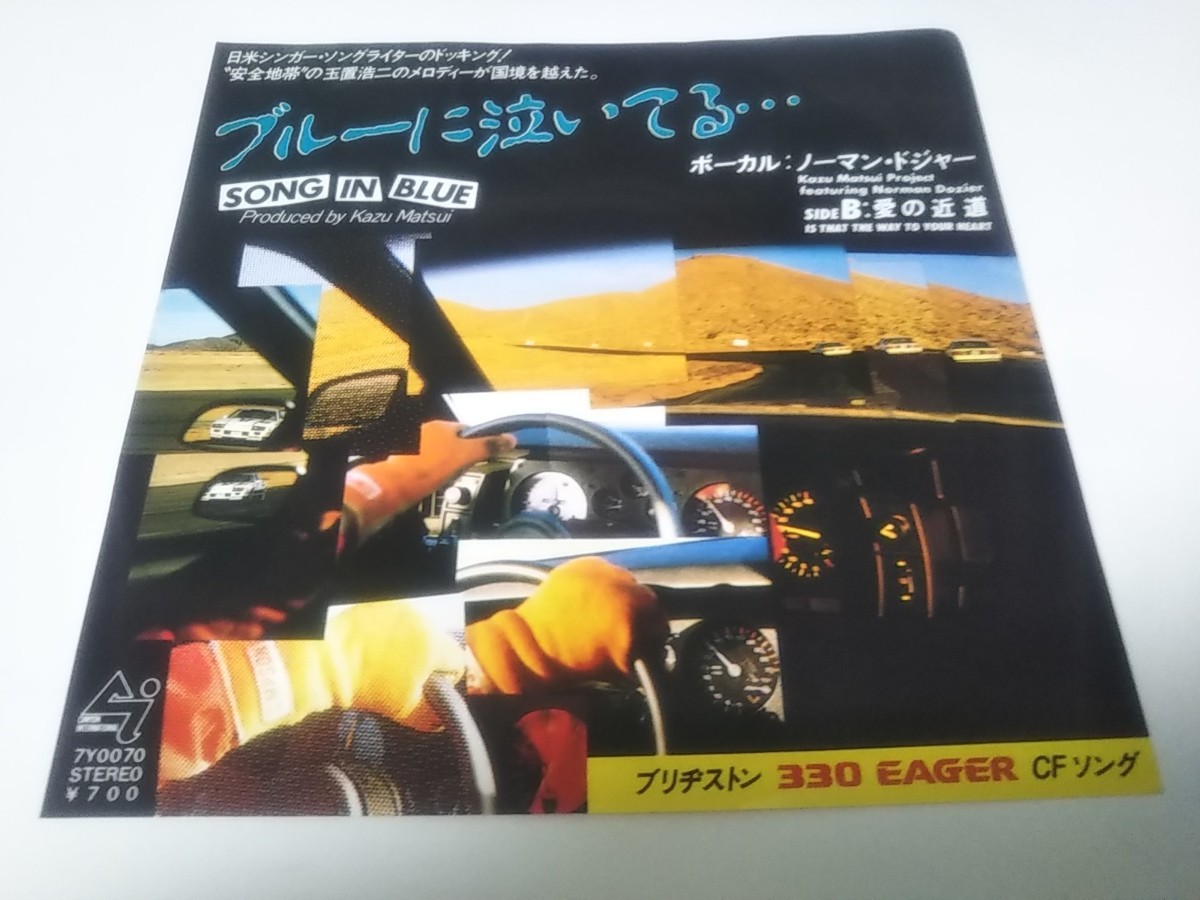 日米シンガー・ソングライターのドッキング!
"安全地帯"の玉置浩二のメロディーが国境を越えた。
ブルーに泣いてる…
SONG IN BLUE
Produced by Kazu Matsui
ボーカル:ノーマン・ドジャー
Kazu Matsui Project
featuring Norman Dozier
SIDE B:愛の近道
IS THAT THE WAY TO YOUR HEART
CANYON
INTERNATIONAL
7Y0070
STEREO
¥700
ブリヂストン 330 EAGER CFソング